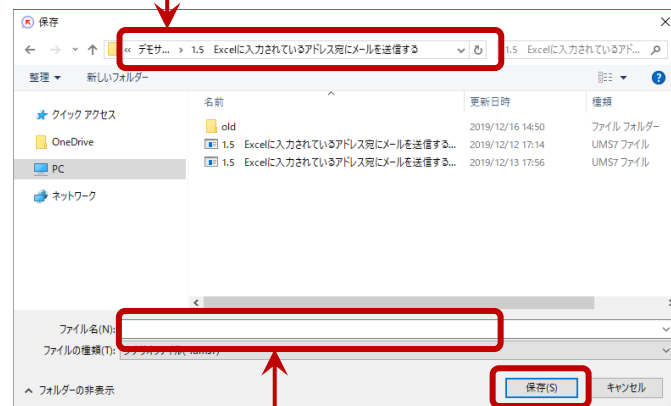 保存
« デモサ... › 1.5 Excelに入力されているアドレス宛にメールを送信する
1.5 Excelに入力されているアド...
整理 新しいフォルダー
名前 更新日時 種類
クイック アクセス
OneDrive
PC
ネットワーク
old 2019/12/16 14:50 ファイル フォルダー
1.5 Excelに入力されているアドレス宛にメールを送信する... 2019/12/12 17:14 UMS7 ファイル
1.5 Excelに入力されているアドレス宛にメールを送信する... 2019/12/13 17:56 UMS7 ファイル
ファイル名(N):
ファイルの種類(T):
フォルダーの非表示
保存(S) キャンセル